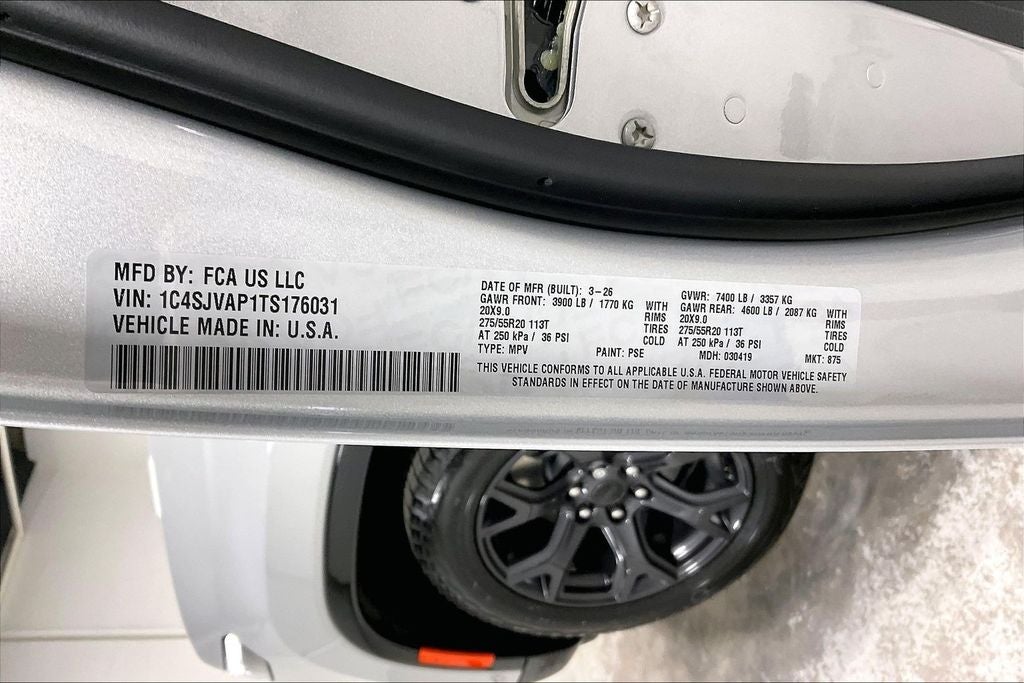 MFD BY: FCA US LLC
VIN: 1C4SJVAP1TS176031
VEHICLE MADE IN: U.S.A.
DATE OF MFR (BUILT): 3-26
GAWR FRONT: 3900 LB / 1770 KG WITH
20X9.0 RIMS
275/55R20 113T TIRES
AT 250 kPa / 36 PSI COLD
TYPE: MPV PAINT: PSE
GVWR: 7400 LB / 3357 KG
GAWR REAR: 4600 LB / 2087 KG WITH
20X9.0 RIMS
275/55R20 113T TIRES
AT 250 kPa / 36 PSI COLD
MDH: 030419 MKT: 875
THIS VEHICLE CONFORMS TO ALL APPLICABLE U.S.A. FEDERAL MOTOR VEHICLE SAFETY
STANDARDS IN EFFECT ON THE DATE OF MANUFACTURE SHOWN ABOVE.